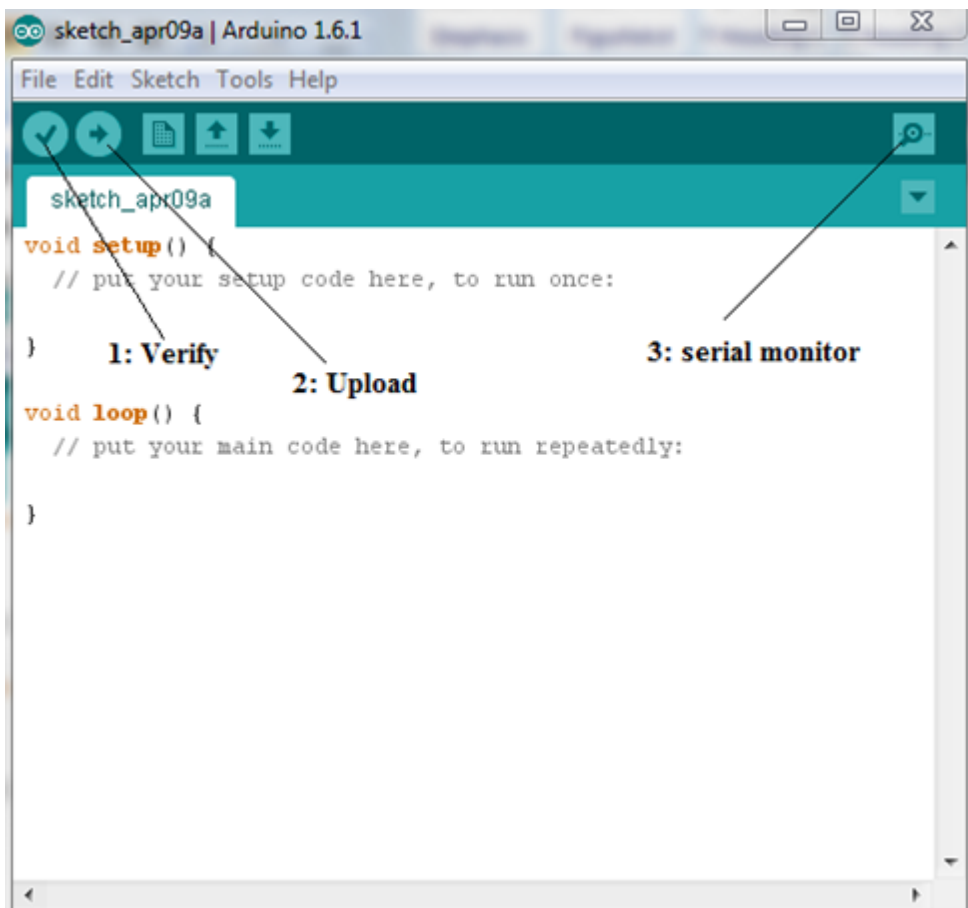 sketch_apr09a | Arduino 1.6.1
File Edit Sketch Tools Help
sketch_apr09a
void setup() {
// put your setup code here, to run once:
}
1: Verify
2: Upload
3: serial monitor
void loop() {
// put your main code here, to run repeatedly:
}